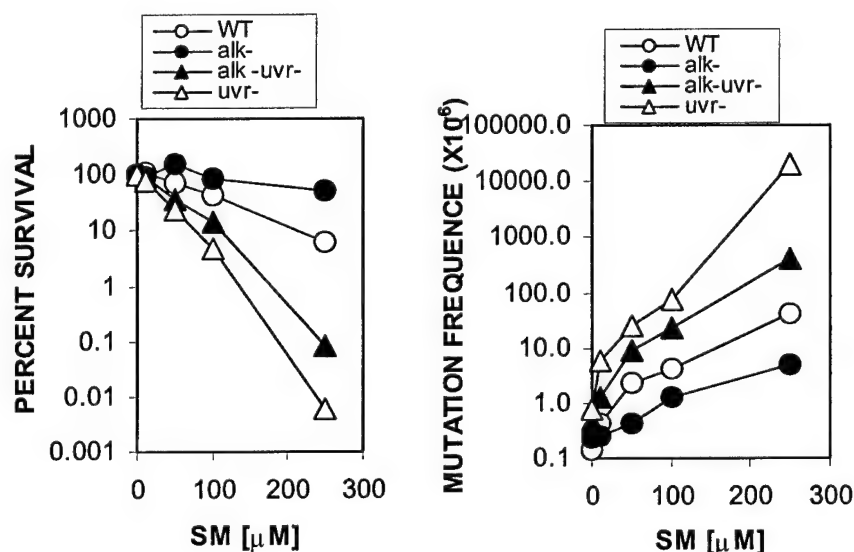 WT
alk-
alk -uvr-
uvr-
PERCENT SURVIVAL
1000
100
10
1
0.1
0.01
0.001
0 100 200 300
SM [μM]
WT
alk-
alk-uvr-
uvr-
MUTATION FREQUENCE (X10⁶)
100000.0
10000.0
1000.0
100.0
10.0
1.0
0.1
0 100 200 300
SM [μM]